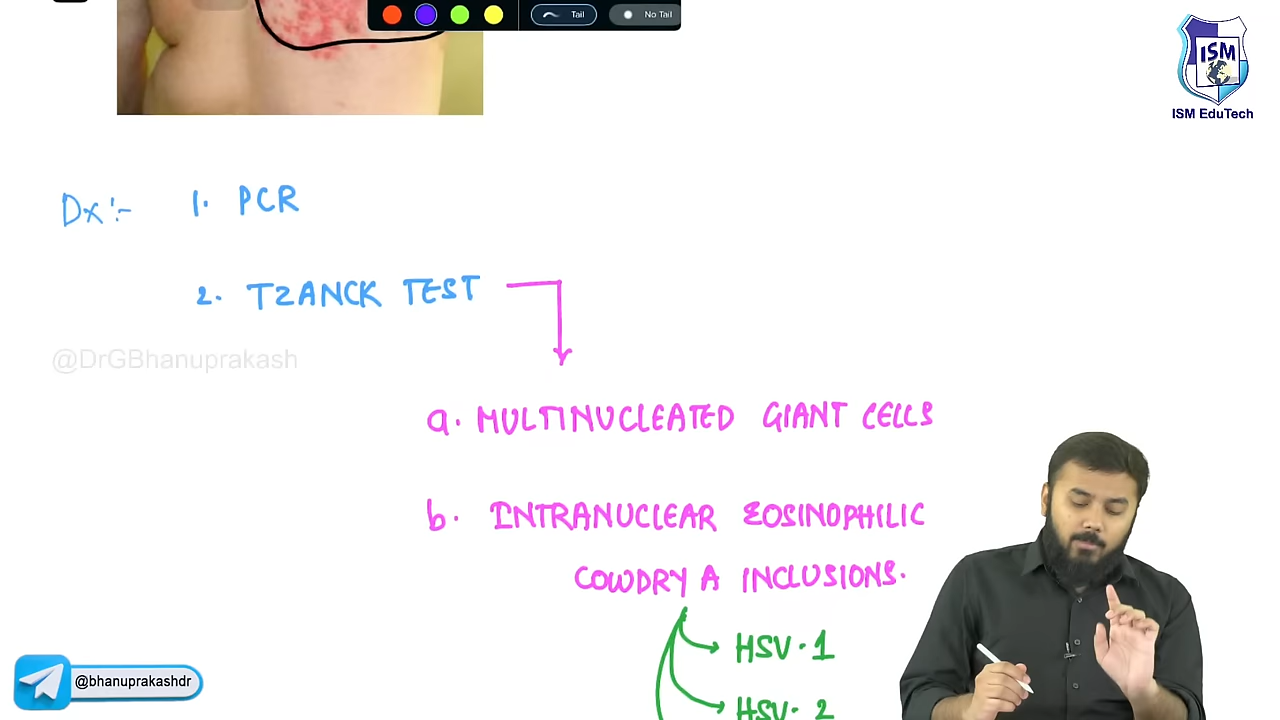 Tail
No Tail
ISM
ISM EduTech
Dx:- 1. PCR
2. TZANCK TEST
@DrGBhanuprakash
a. MULTINUCLEATED GIANT CELLS
b. INTRANUCLEAR EOSINOPHILIC
COWDRY A INCLUSIONS.
HSV-1
HSV-2
@bhanuprakashdr